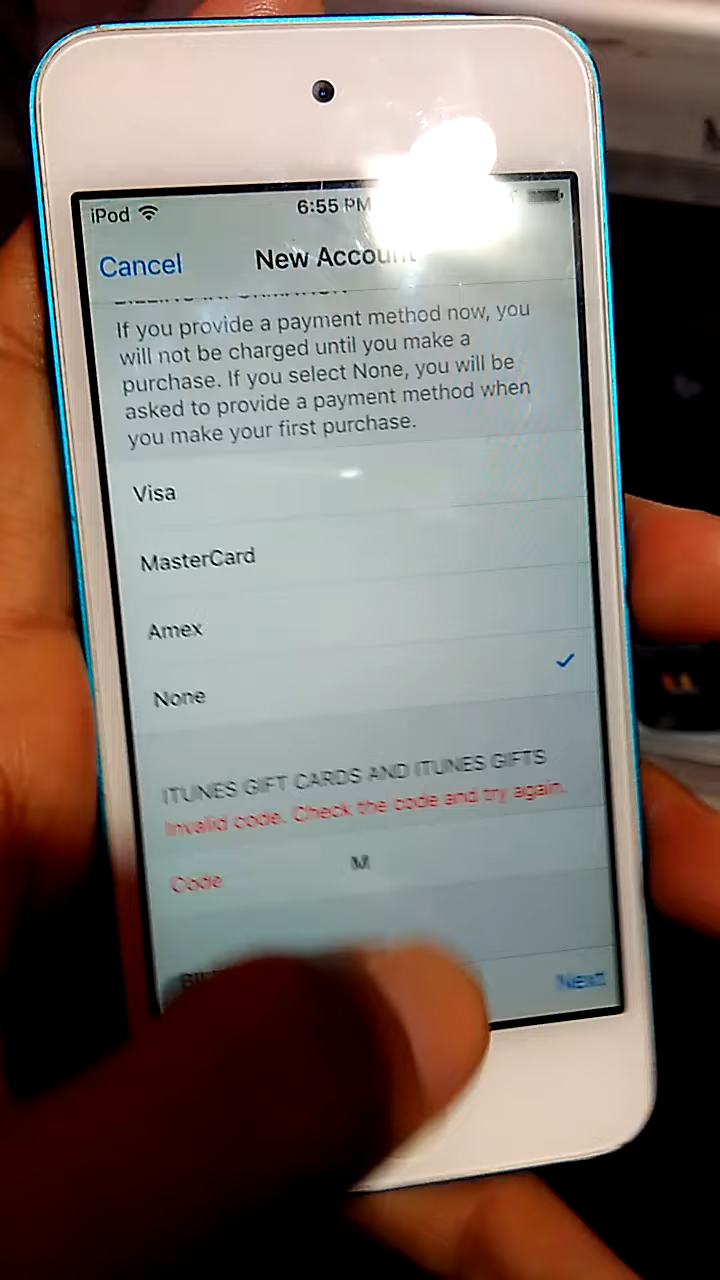 iPod 6:55 PM
Cancel New Account
BILLING INFORMATION
If you provide a payment method now, you
will not be charged until you make a
purchase. If you select None, you will be
asked to provide a payment method when
you make your first purchase.
Visa
MasterCard
Amex
None
ITUNES GIFT CARDS AND ITUNES GIFTS
Invalid code. Check the code and try again.
Code M
Next